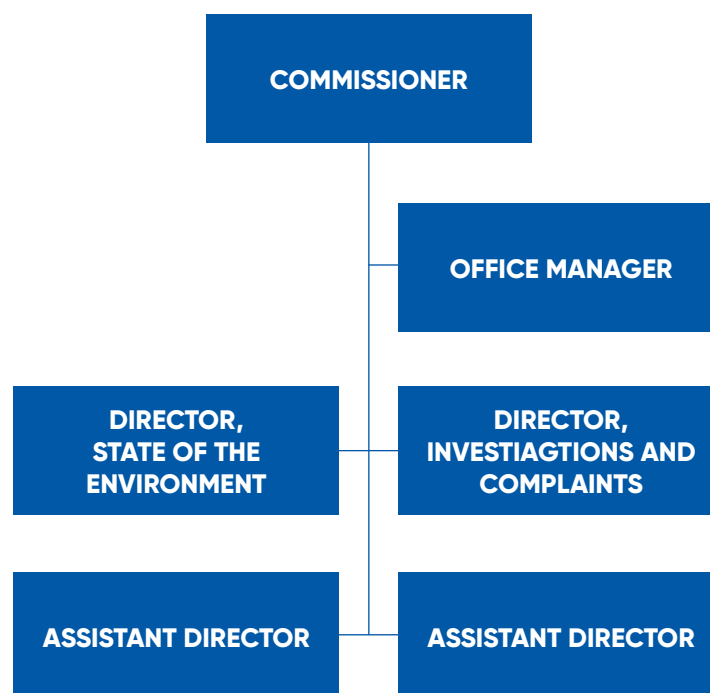 COMMISSIONER
OFFICE MANAGER
DIRECTOR,
STATE OF THE
ENVIRONMENT
DIRECTOR,
INVESTIAGTIONS AND
COMPLAINTS
ASSISTANT DIRECTOR
ASSISTANT DIRECTOR